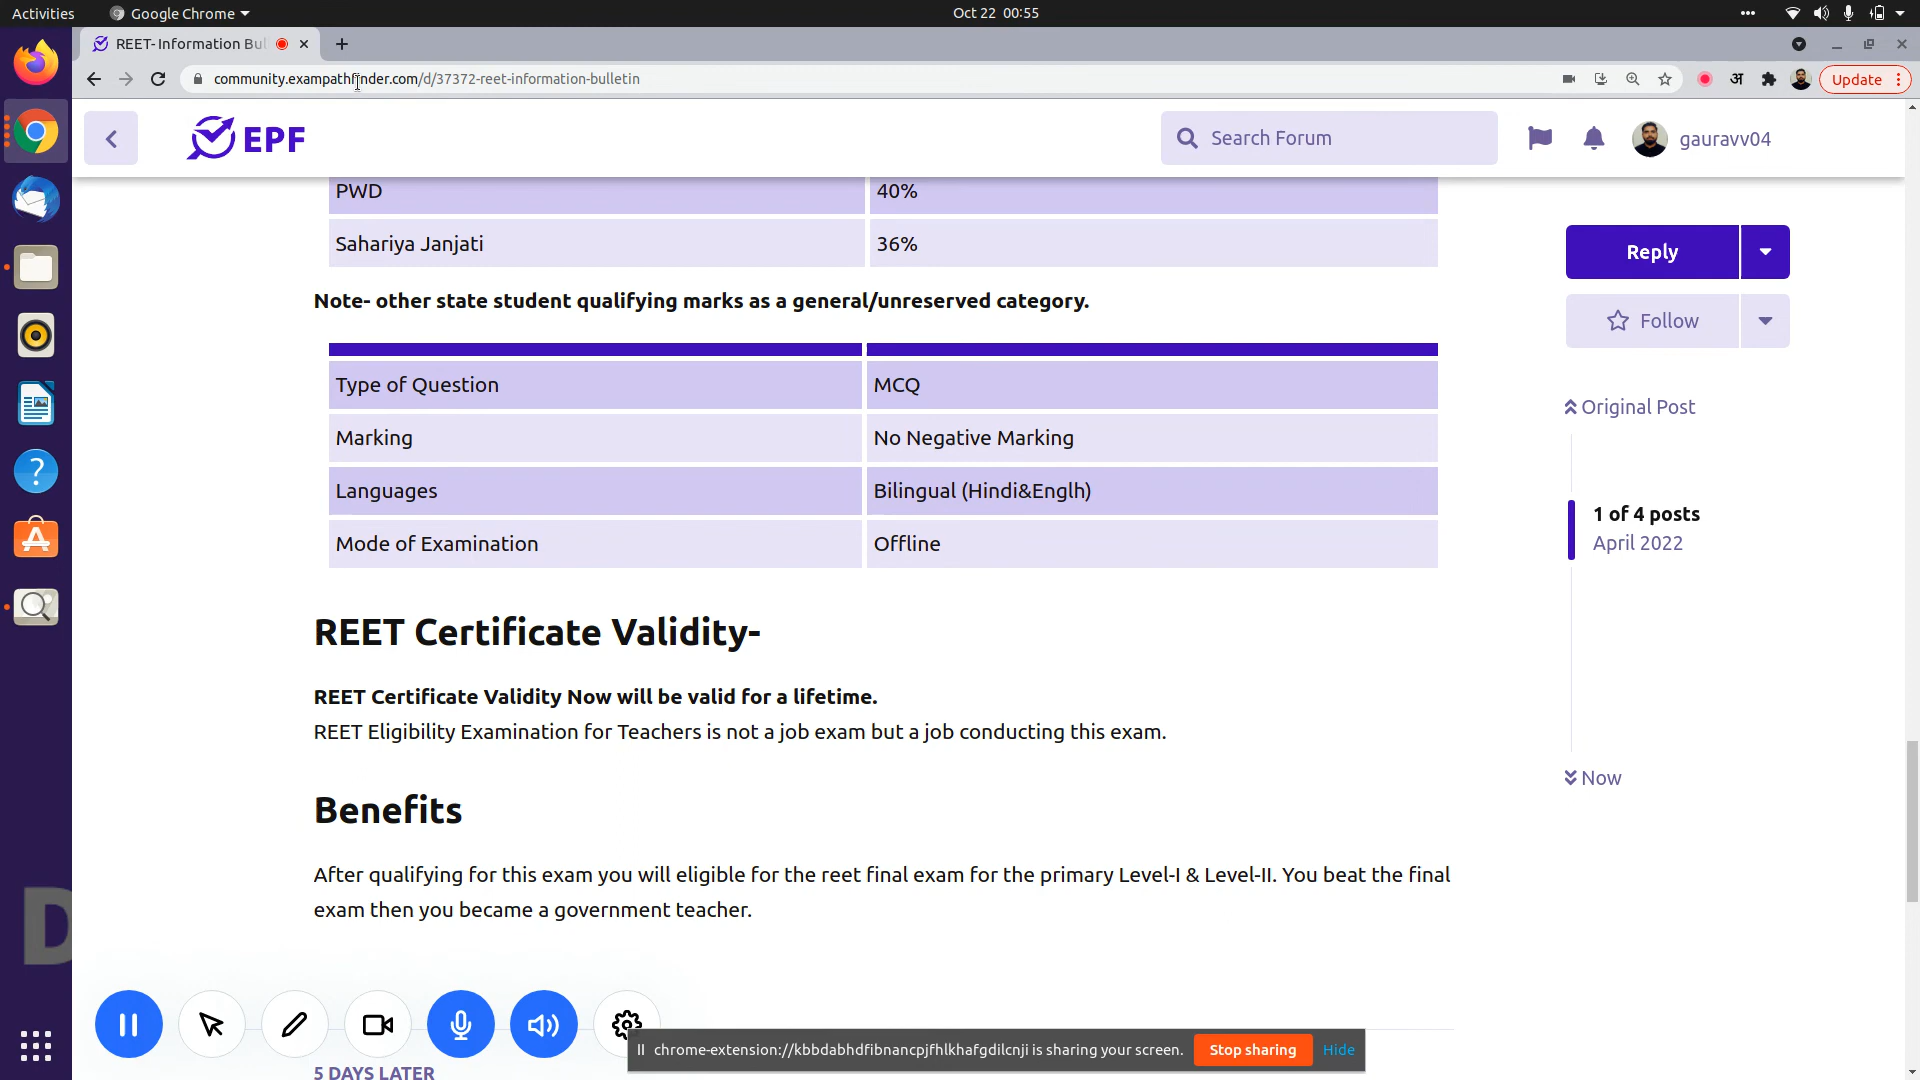 Activities
Google Chrome
Oct 22 00:55
REET- Information Bul
community.exampathfinder.com/d/37372-reet-information-bulletin
अ
Update
EPF
Search Forum
gauravv04
PWD 40%
Sahariya Janjati 36%
Note- other state student qualifying marks as a general/unreserved category.
Type of Question MCQ
Marking No Negative Marking
Languages Bilingual (Hindi&Englh)
Mode of Examination Offline
REET Certificate Validity-
REET Certificate Validity Now will be valid for a lifetime.
REET Eligibility Examination for Teachers is not a job exam but a job conducting this exam.
Benefits
After qualifying for this exam you will eligible for the reet final exam for the primary Level-I & Level-II. You beat the final
exam then you became a government teacher.
Reply
Follow
Original Post
1 of 4 posts
April 2022
Now
D
chrome-extension://kbbdabhdfibnancpjfhlkhafgdilcnji is sharing your screen.
Stop sharing
Hide
5 DAYS LATER